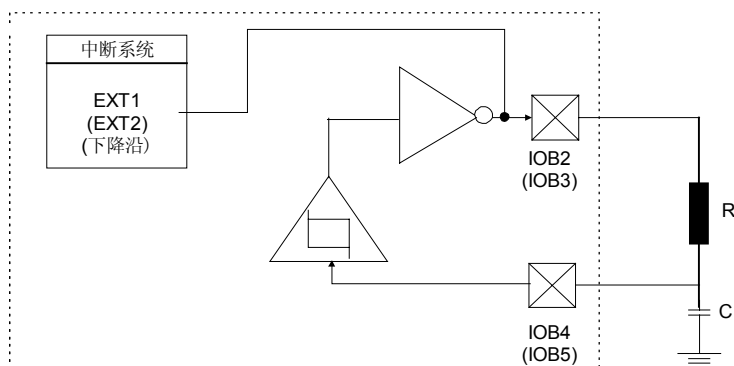 中断系统
EXT1
(EXT2)
(下降沿)
IOB2
(IOB3)
R
IOB4
(IOB5)
C